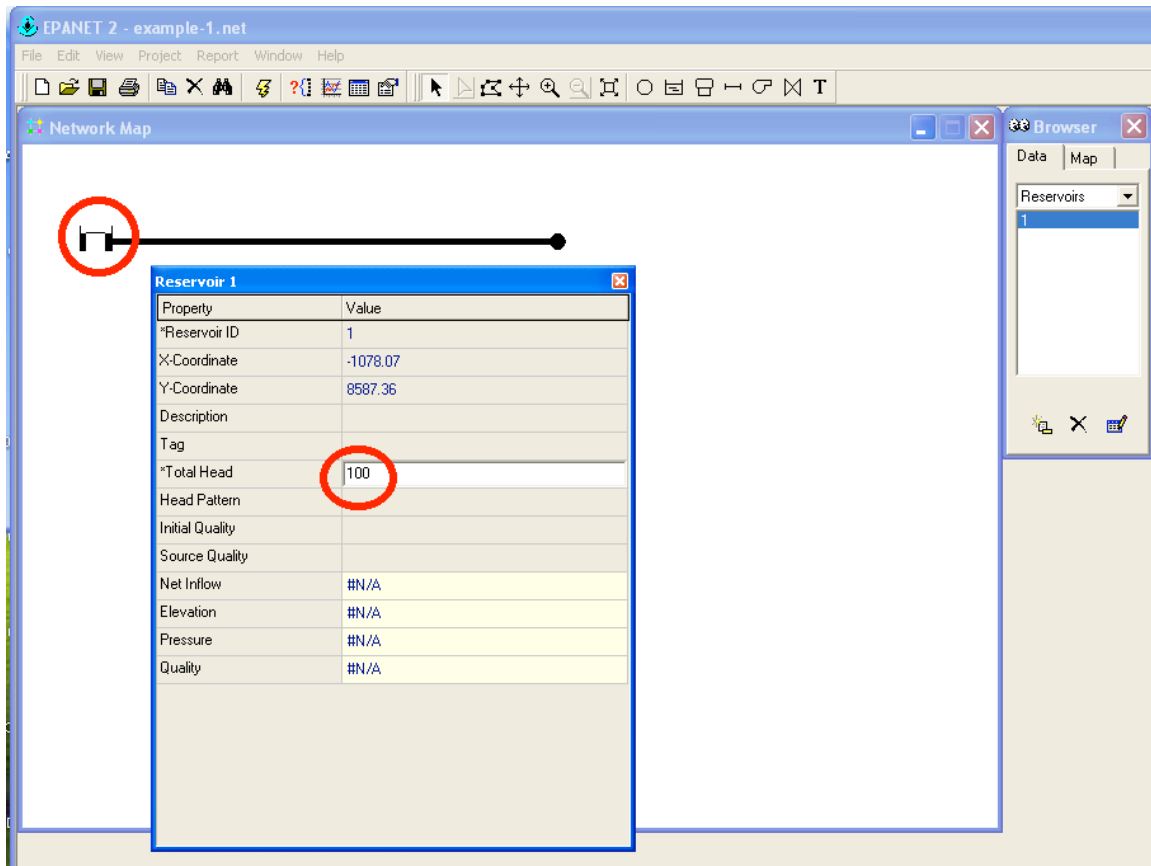 EPANET 2 - example-1.net
File Edit View Project Report Window Help
T
Network Map
Browser
Data Map
Reservoirs
1
Reservoir 1
Property Value
*Reservoir ID 1
X-Coordinate -1078.07
Y-Coordinate 8587.36
Description
Tag
*Total Head 100
Head Pattern
Initial Quality
Source Quality
Net Inflow #N/A
Elevation #N/A
Pressure #N/A
Quality #N/A